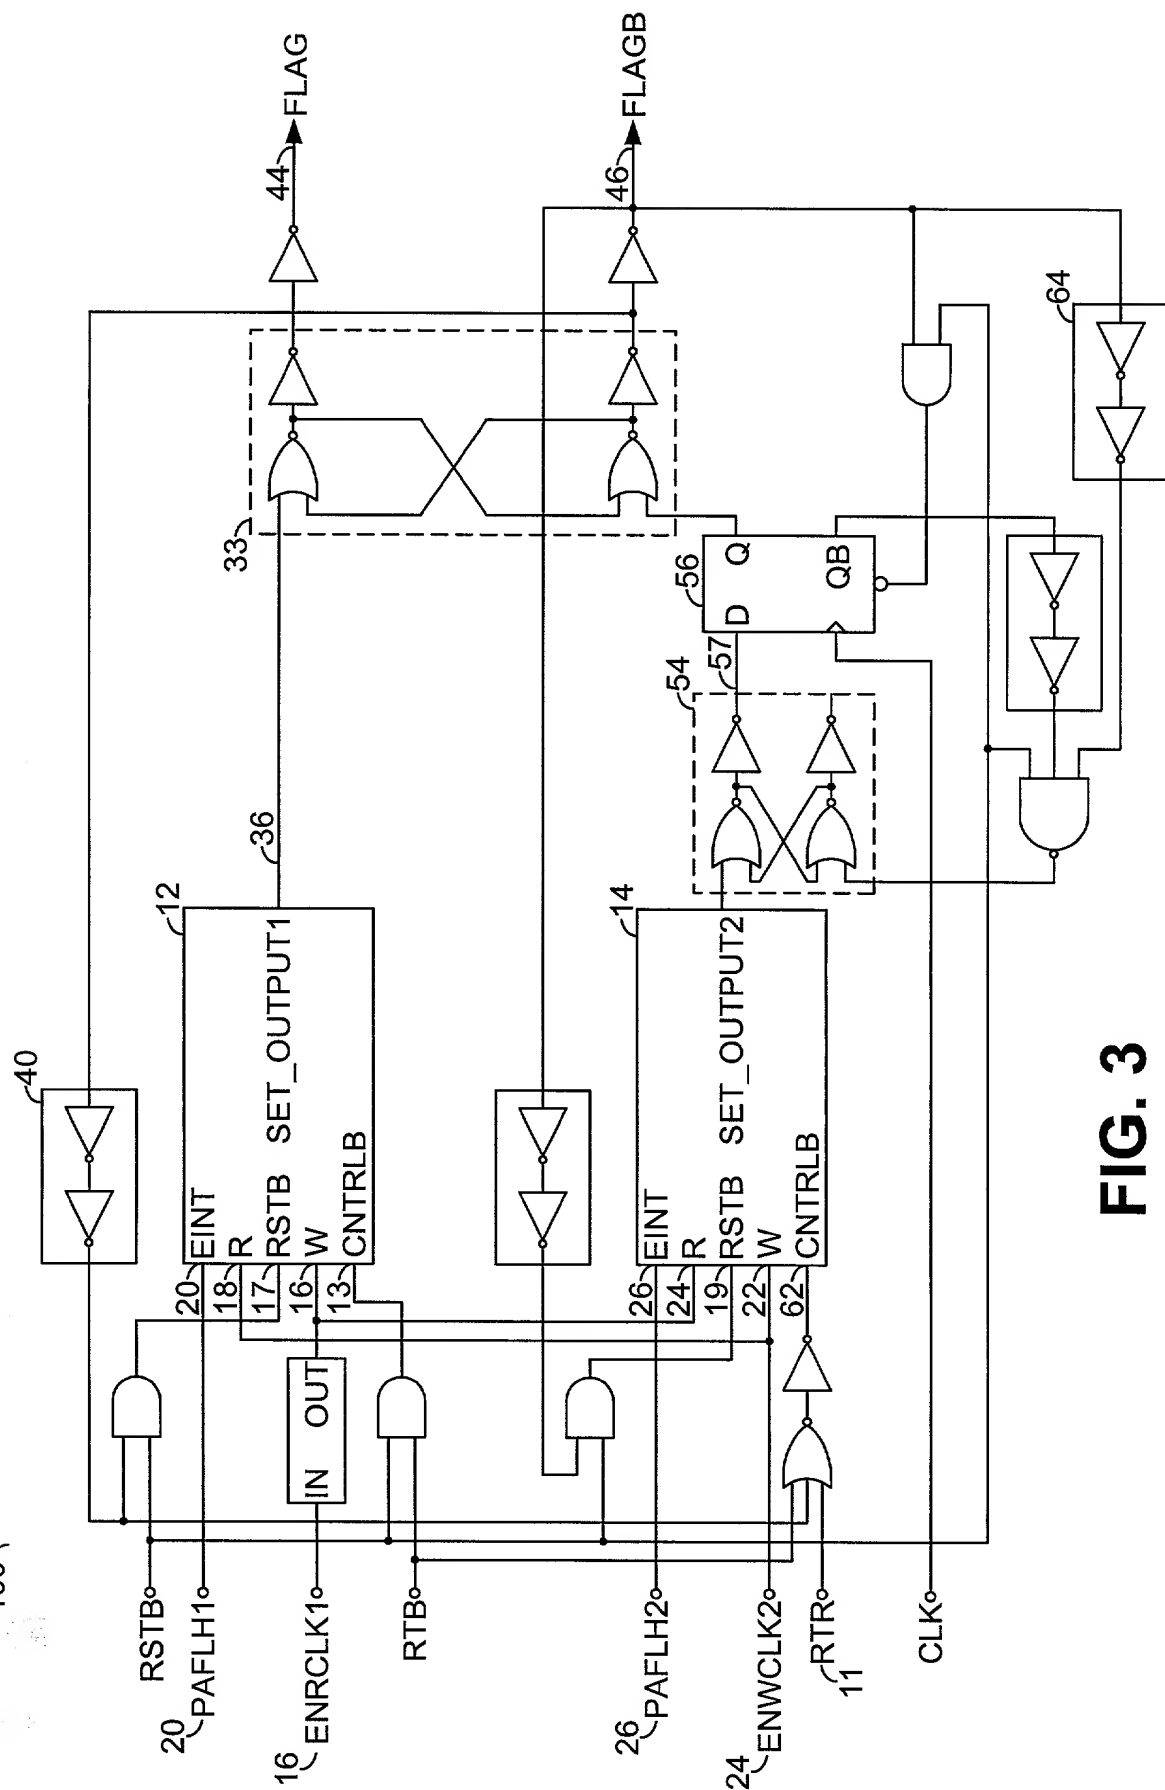 44
FLAG
46
FLAGB
33
64
56
D
Q
QB
57
54
36
12
SET_OUTPUT1
EINT
R
RSTB
W
CNTRLB
20
18
17
16
13
40
14
SET_OUTPUT2
EINT
R
RSTB
W
CNTRLB
26
24
19
22
62
IN OUT
RSTB
20 PAFLH1
16 ENRCLK1
RTB
26 PAFLH2
24 ENWCLK2
RTR
11
CLK
FIG. 3